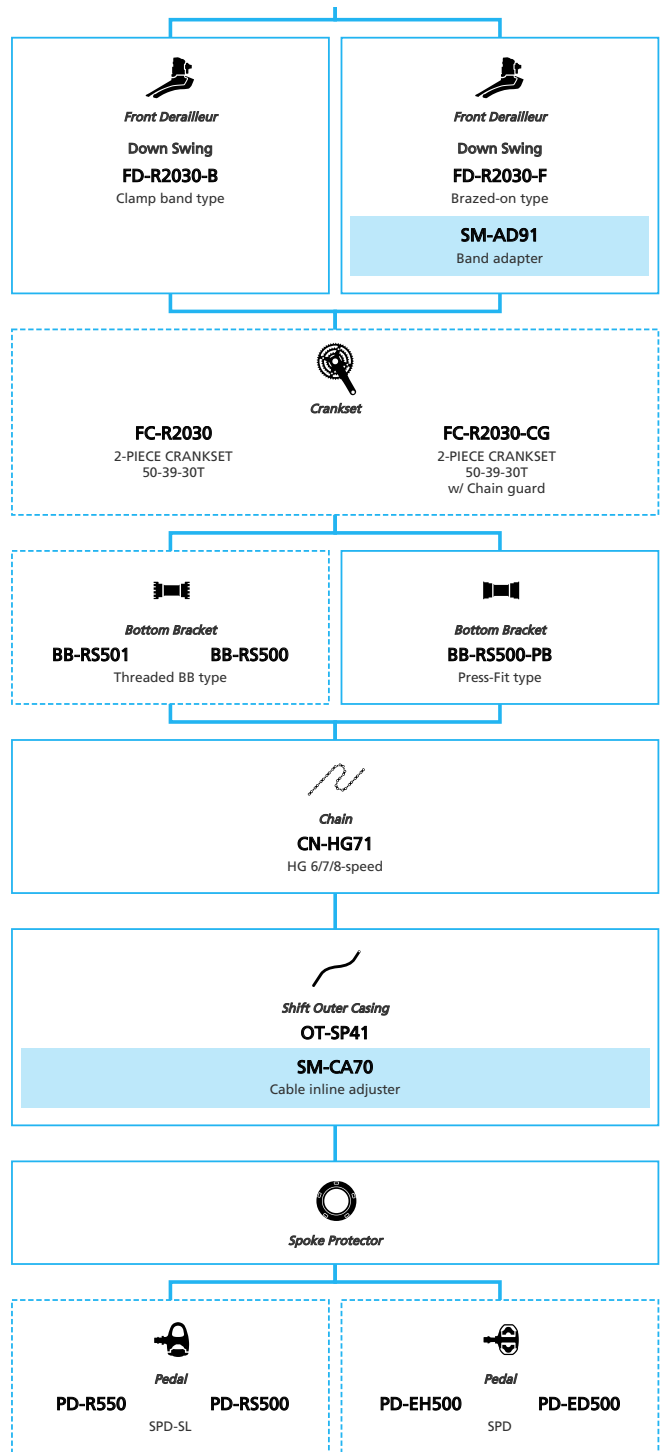 Front Derailleur
Down Swing
FD-R2030-B
Clamp band type
Front Derailleur
Down Swing
FD-R2030-F
Brazed-on type
SM-AD91
Band adapter
Crankset
FC-R2030
2-PIECE CRANKSET
50-39-30T
FC-R2030-CG
2-PIECE CRANKSET
50-39-30T
w/ Chain guard
Bottom Bracket
BB-RS501 BB-RS500
Threaded BB type
Bottom Bracket
BB-RS500-PB
Press-Fit type
Chain
CN-HG71
HG 6/7/8-speed
Shift Outer Casing
OT-SP41
SM-CA70
Cable inline adjuster
Spoke Protector
Pedal
PD-R550 PD-RS500
SPD-SL
Pedal
PD-EH500 PD-ED500
SPD